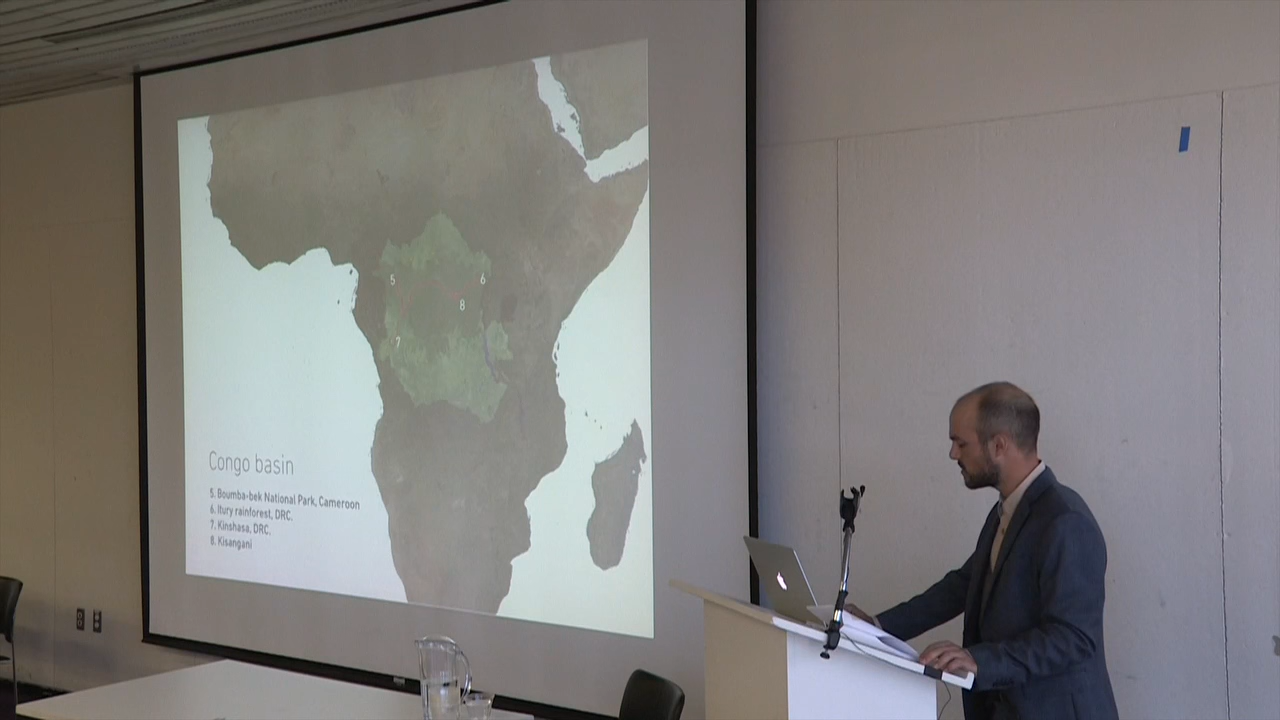 5
6
8
7
Congo basin
5. Boumba-bek National Park, Cameroon
6. Itury rainforest, DRC.
7. Kinshasa, DRC.
8. Kisangani